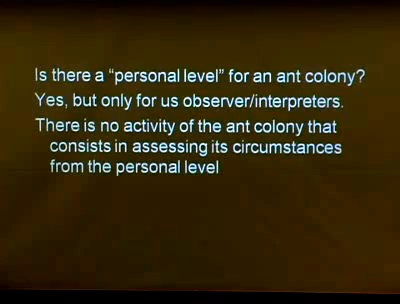 Is there a “personal level” for an ant colony?
Yes, but only for us observer/interpreters.
There is no activity of the ant colony that
consists in assessing its circumstances
from the personal level